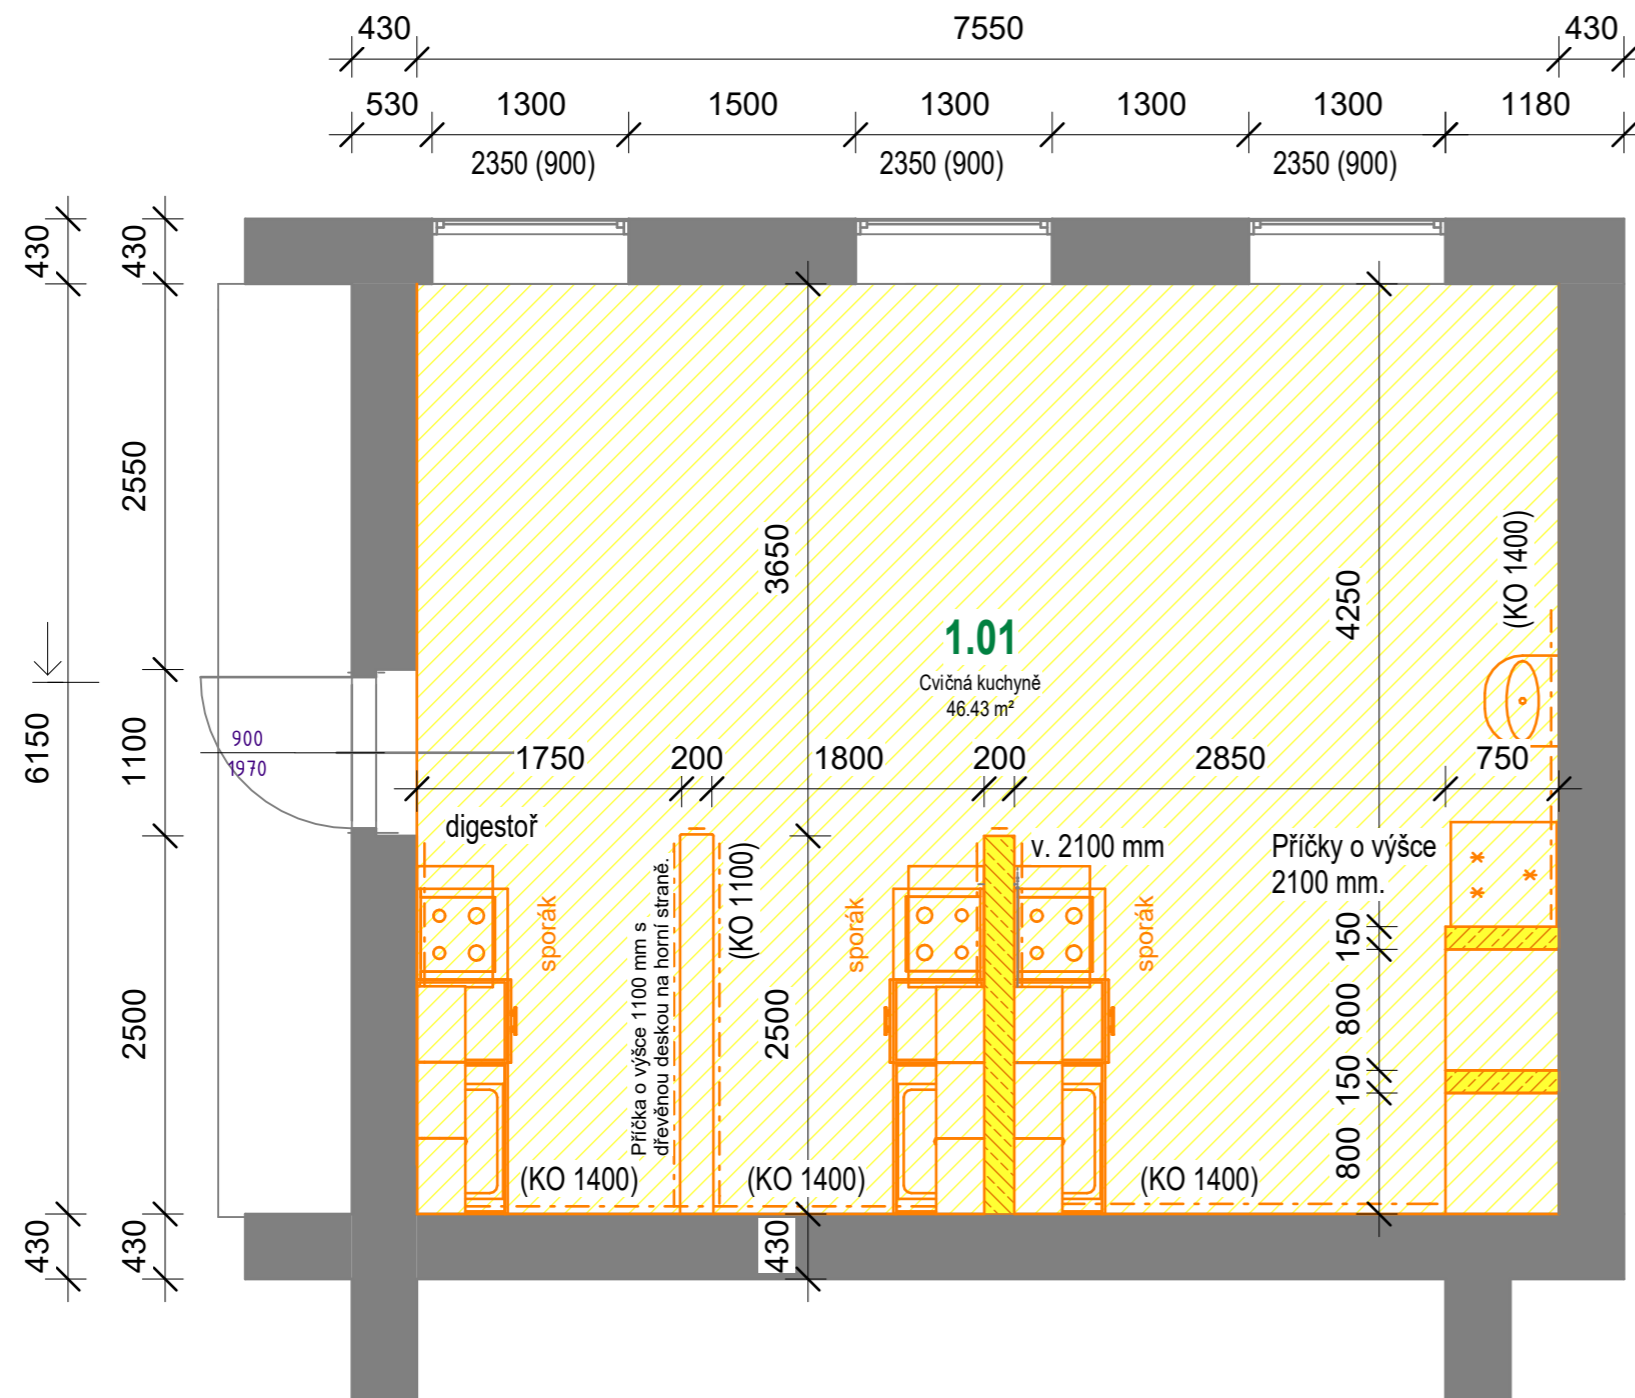 430
7550
430
530
1300
1500
1300
1300
1300
1180
2350 (900)
2350 (900)
2350 (900)
430
430
2550
3650
4250
(KO 1400)
1.01
Cvičná kuchyně
46.43 m²
6150
1100
900
1970
1750
200
1800
200
2850
750
digestoř
(KO 1100)
v. 2100 mm
Příčky o výšce
2100 mm.
sporák
sporák
sporák
Příčka o výšce 1100 mm s
dřevěnou deskou na horní straně.
2500
2500
150
800
150
800
(KO 1400)
(KO 1400)
(KO 1400)
430
430
430